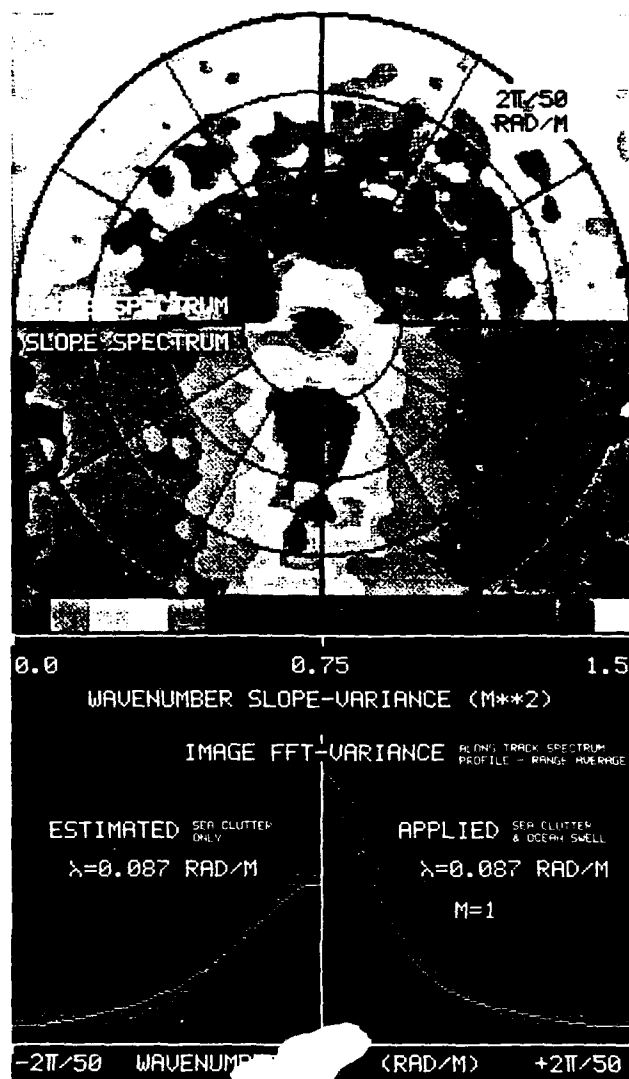 2π/50
RAD/M
SPECTRUM
SLOPE SPECTRUM
0.0 0.75 1.5
WAVENUMBER SLOPE-VARIANCE (M**2)
IMAGE FFT-VARIANCE ALONG TRACK SPECTRUM
PROFILE - RANGE AVERAGE
ESTIMATED SEA CLUTTER
ONLY
λ=0.087 RAD/M
APPLIED SEA CLUTTER
& OCEAN SWELL
λ=0.087 RAD/M
M=1
-2π/50 (RAD/M) +2π/50